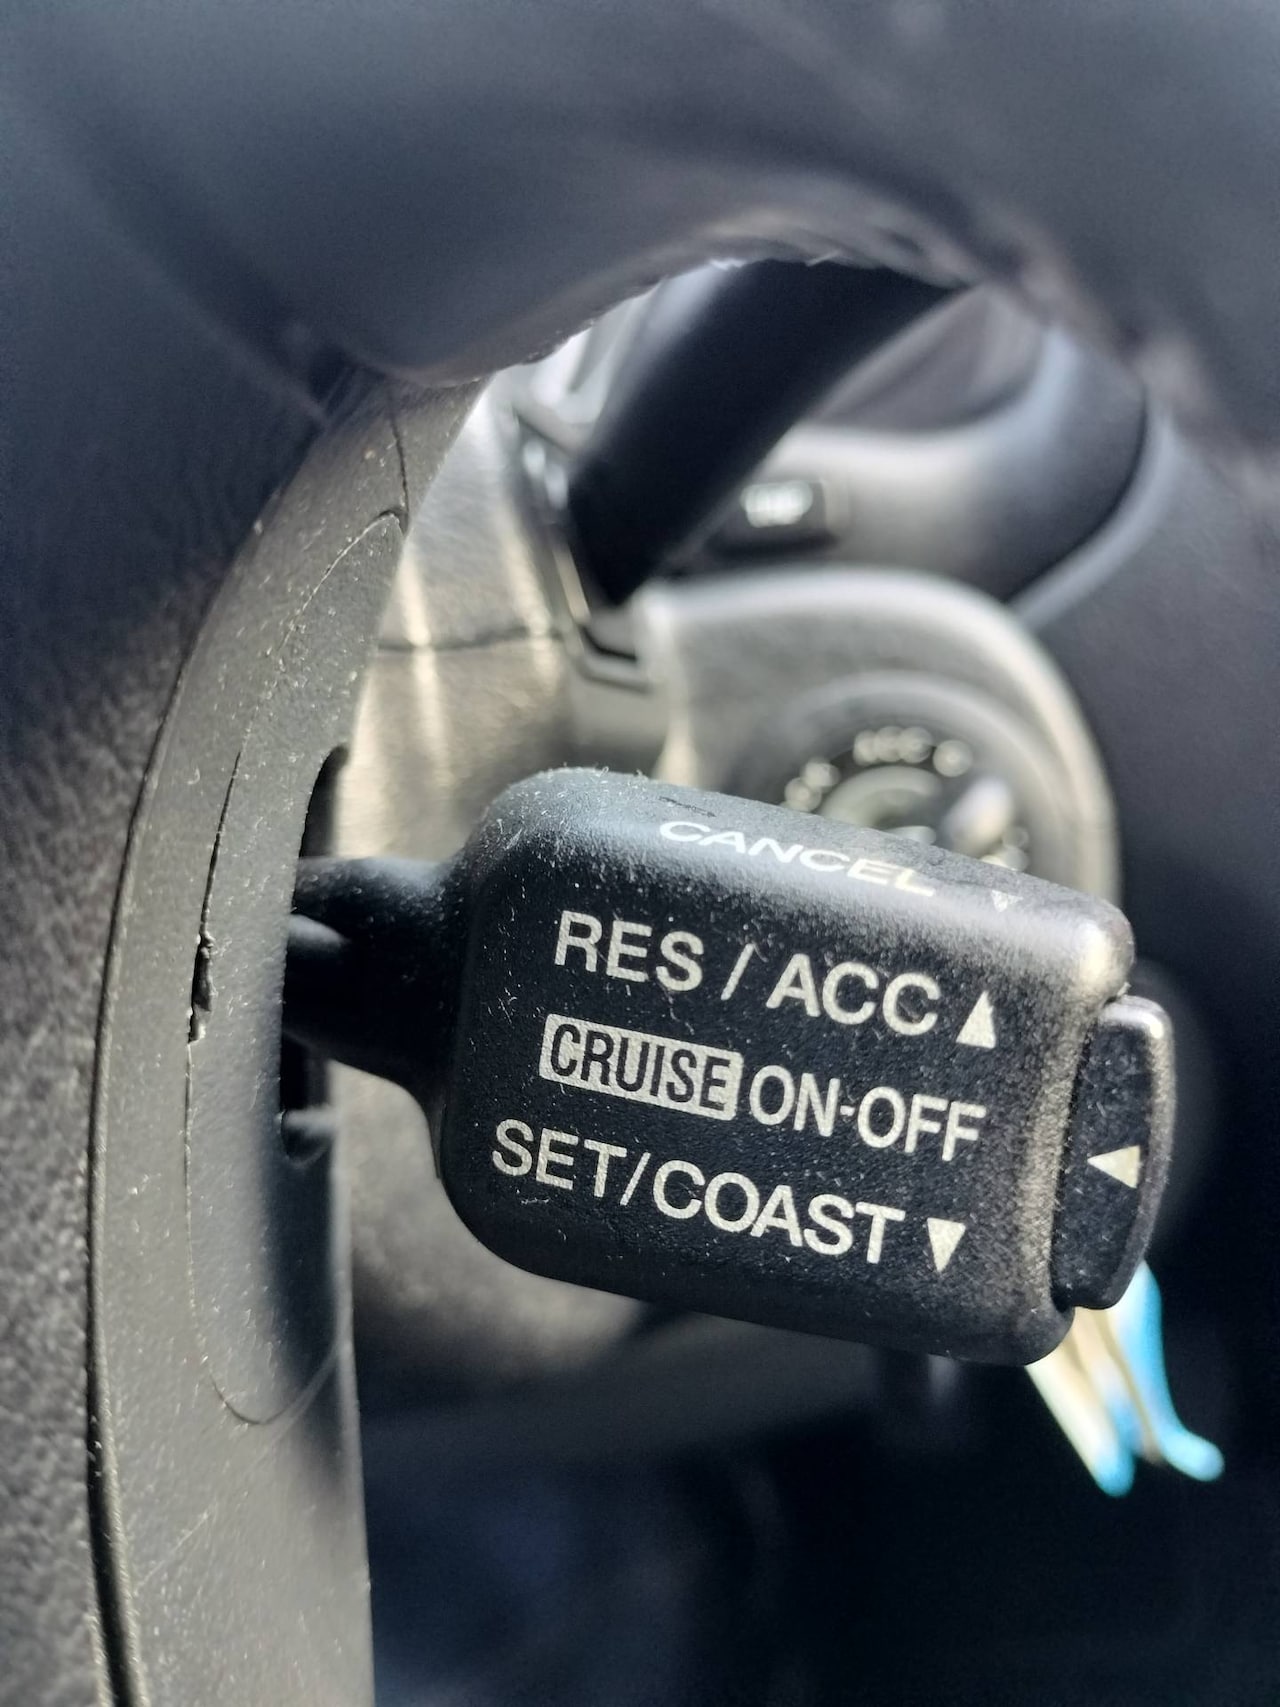 CANCEL ▼
RES / ACC ▲
CRUISE ON-OFF ◀
SET/COAST ▼